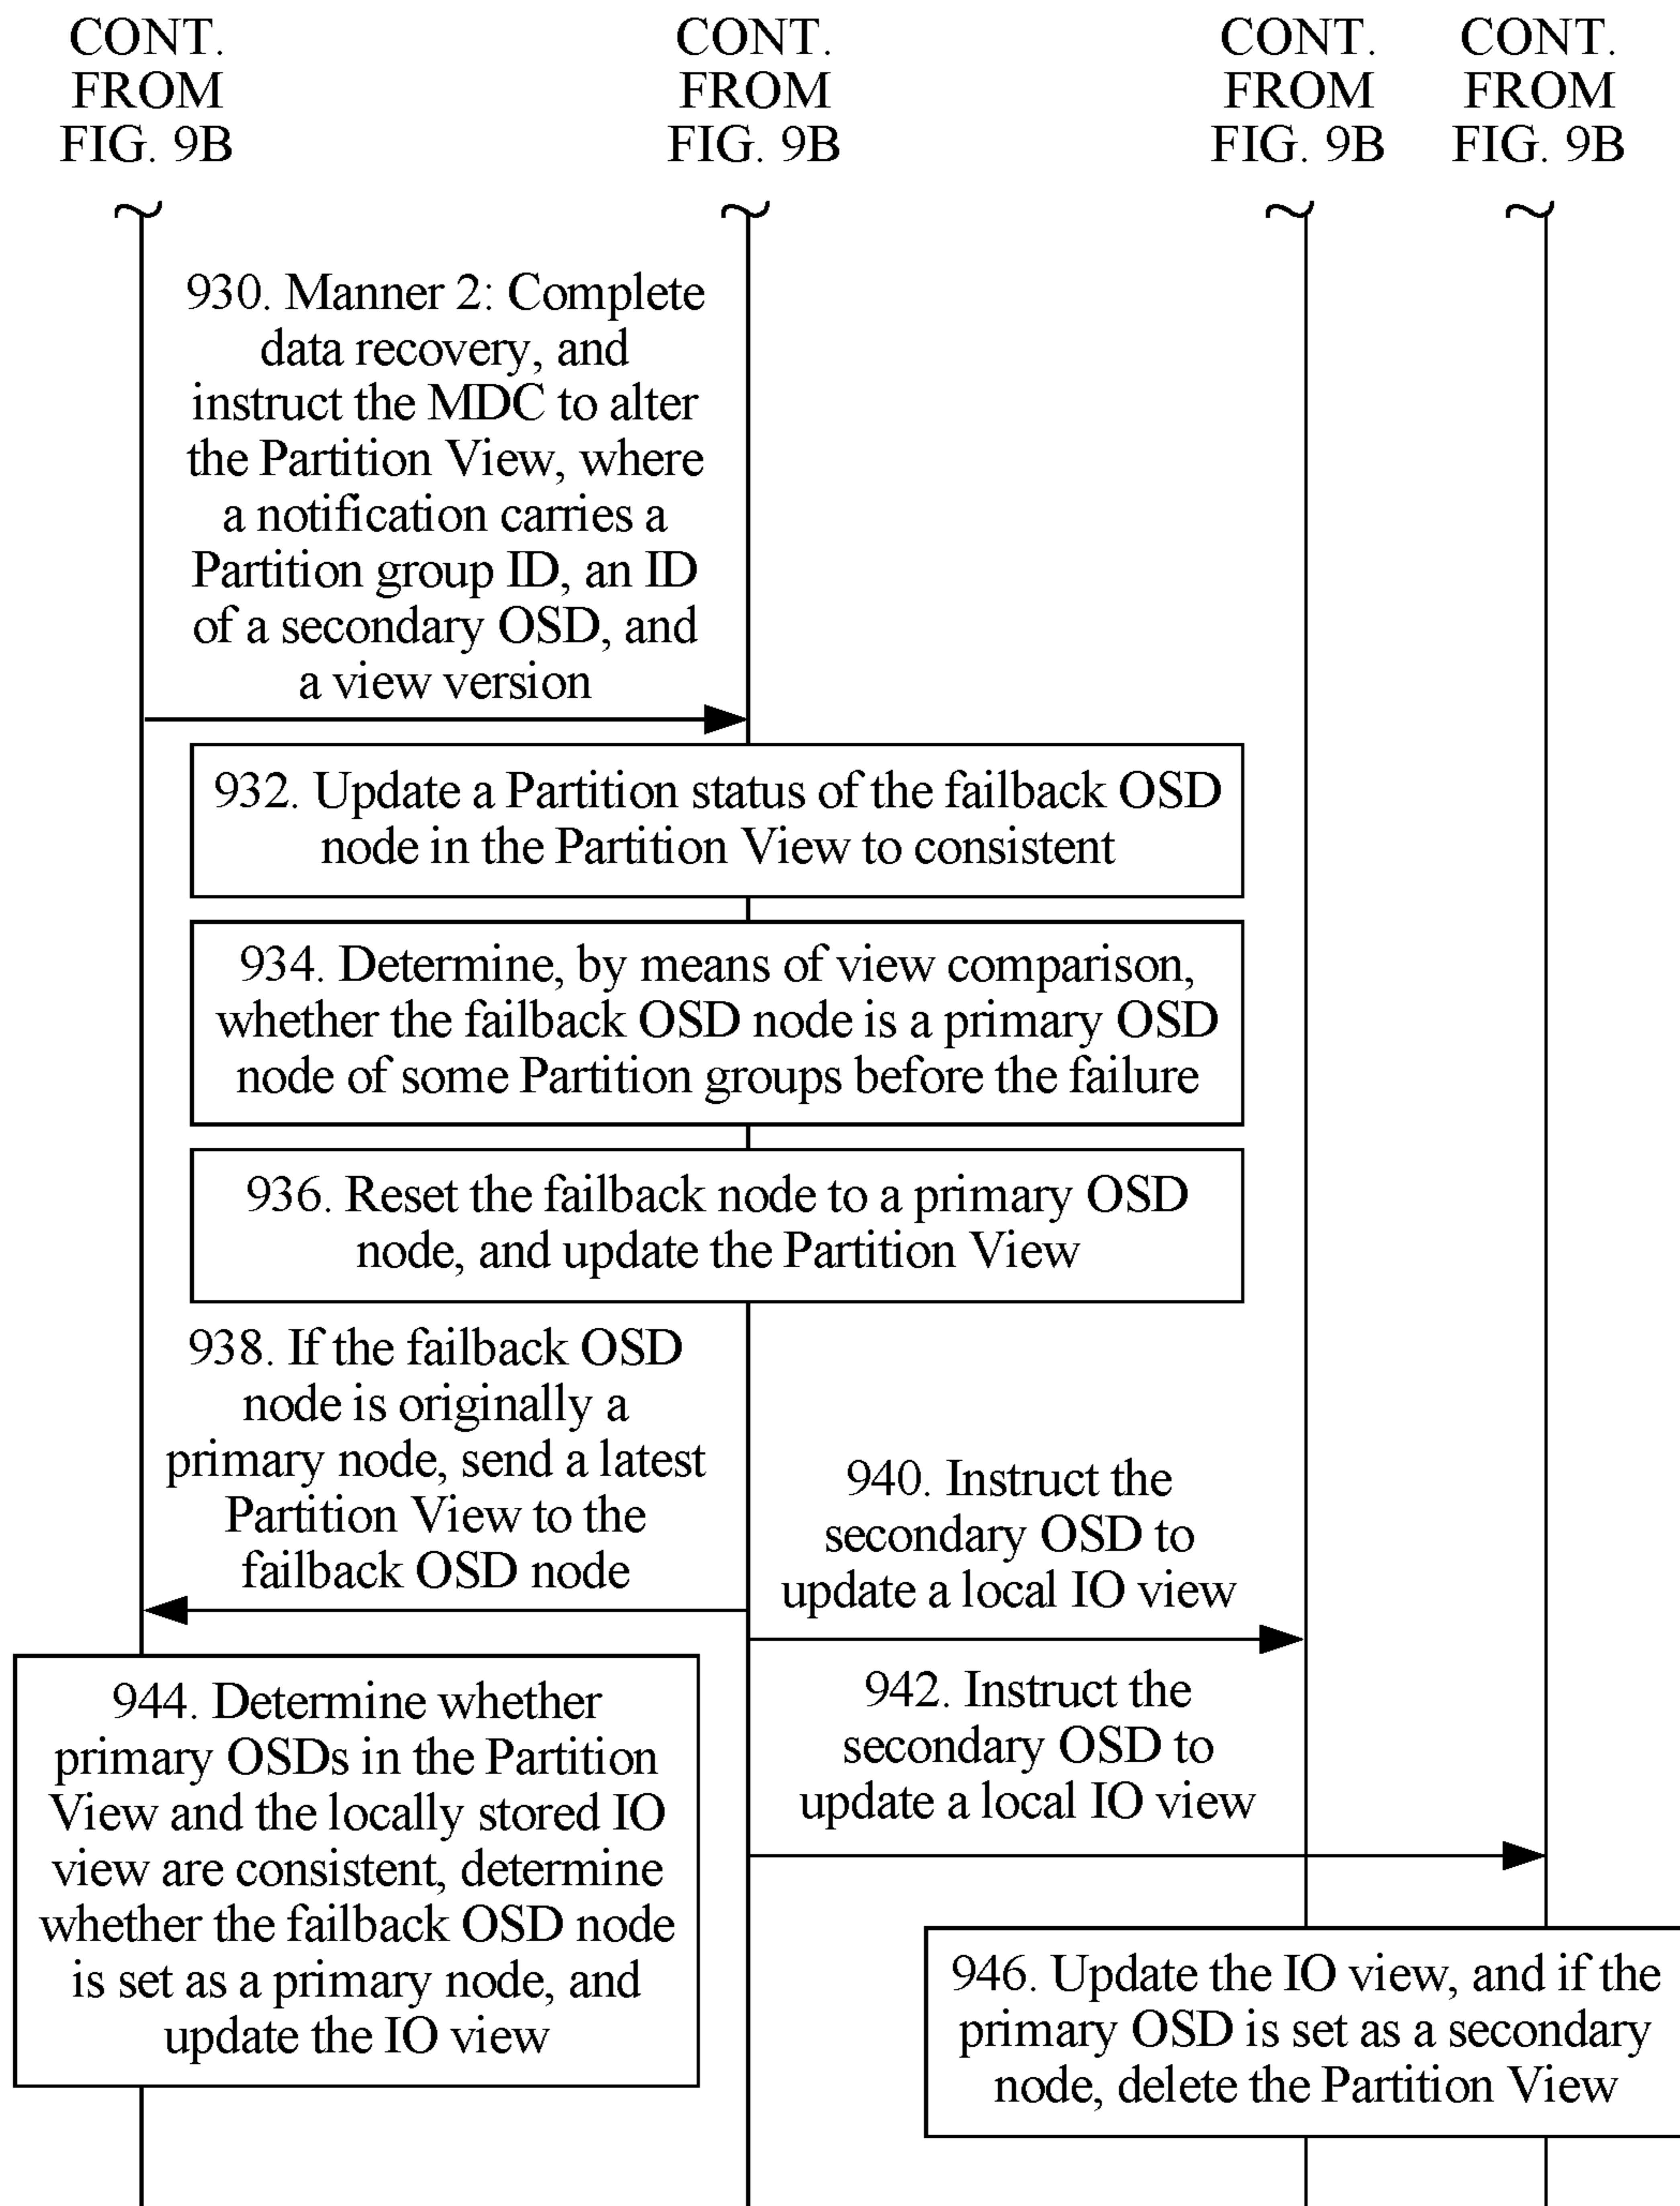 CONT.
FROM
FIG. 9B
CONT.
FROM
FIG. 9B
CONT.
FROM
FIG. 9B
CONT.
FROM
FIG. 9B
930. Manner 2: Complete
data recovery, and
instruct the MDC to alter
the Partition View, where
a notification carries a
Partition group ID, an ID
of a secondary OSD, and
a view version
932. Update a Partition status of the failback OSD
node in the Partition View to consistent
934. Determine, by means of view comparison,
whether the failback OSD node is a primary OSD
node of some Partition groups before the failure
936. Reset the failback node to a primary OSD
node, and update the Partition View
938. If the failback OSD
node is originally a
primary node, send a latest
Partition View to the
failback OSD node
940. Instruct the
secondary OSD to
update a local IO view
942. Instruct the
secondary OSD to
update a local IO view
944. Determine whether
primary OSDs in the Partition
View and the locally stored IO
view are consistent, determine
whether the failback OSD node
is set as a primary node, and
update the IO view
946. Update the IO view, and if the
primary OSD is set as a secondary
node, delete the Partition View